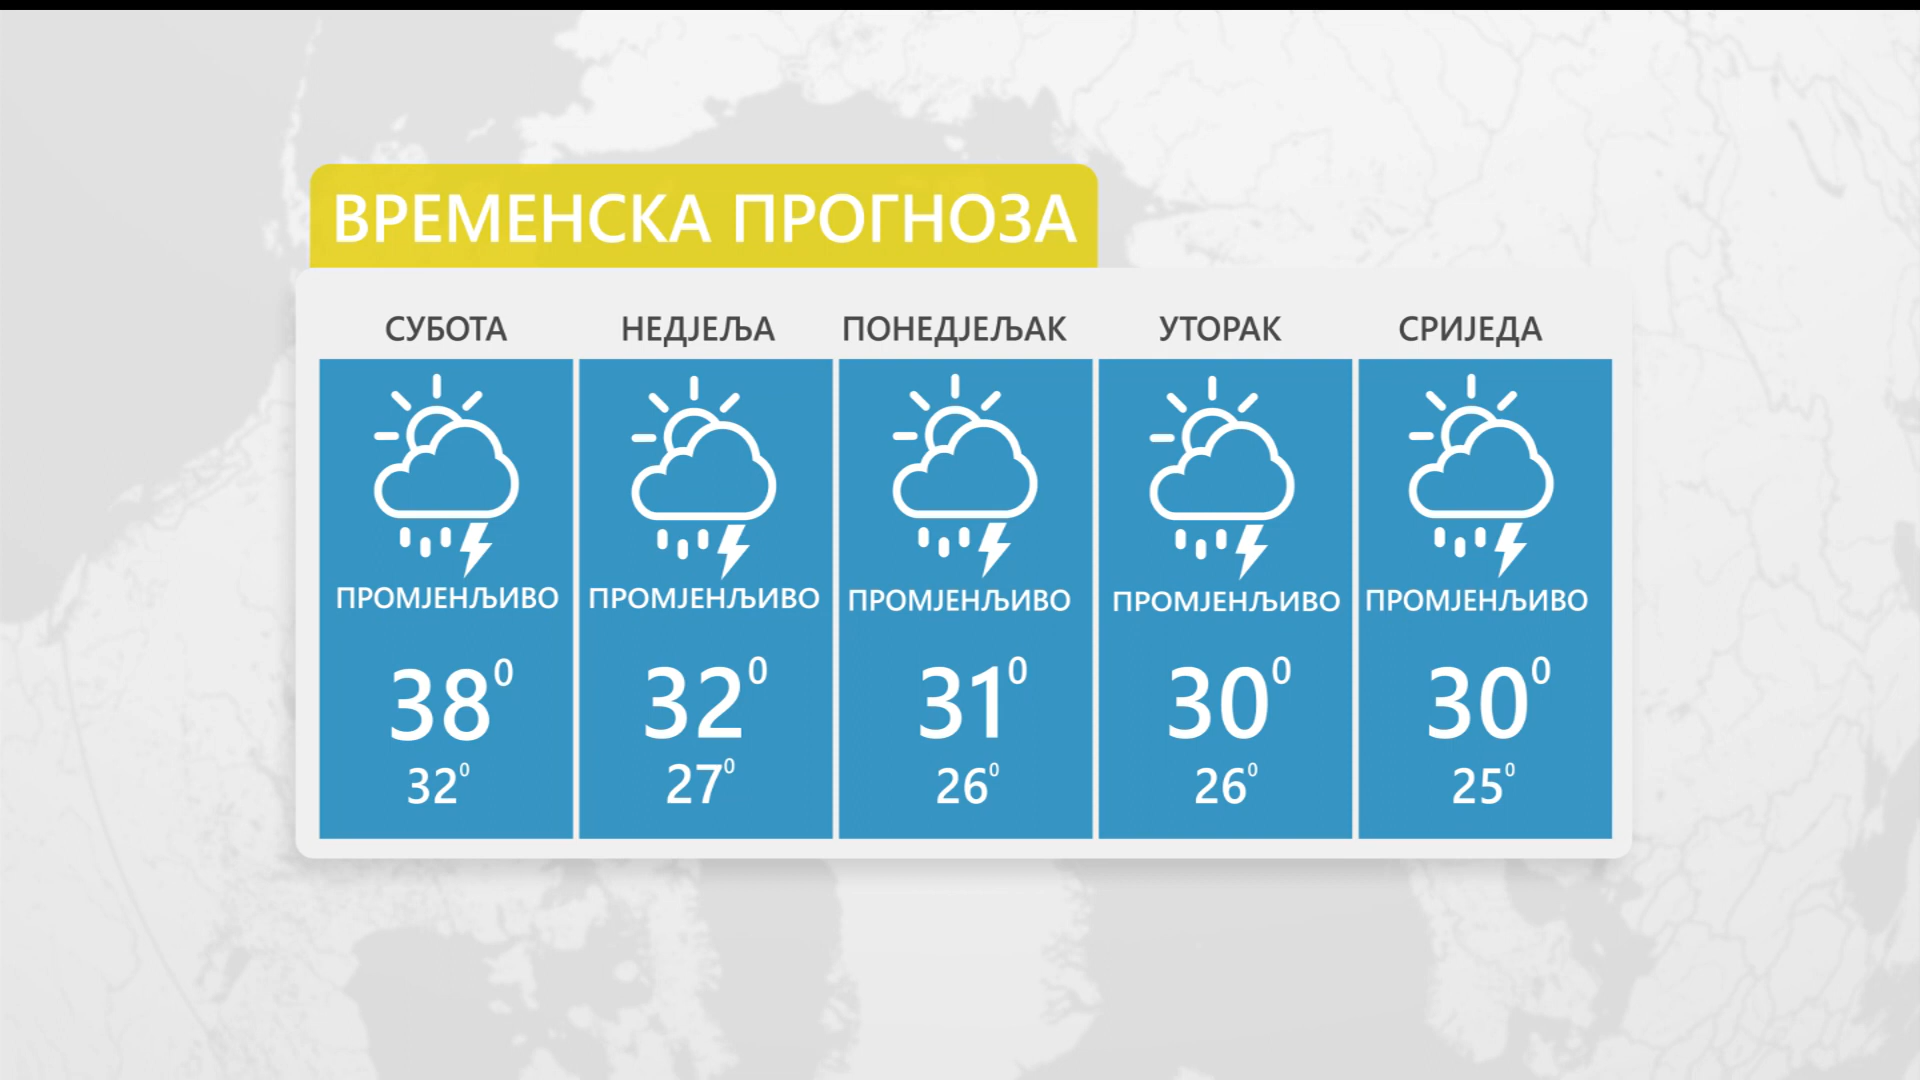 ВРЕМЕНСКА ПРОГНОЗА
СУБОТА НЕДЈЕЉА ПОНЕДЈЕЉАК УТОРАК СРИЈЕДА
ПРОМЈЕНЉИВО ПРОМЈЕНЉИВО ПРОМЈЕНЉИВО ПРОМЈЕНЉИВО ПРОМЈЕНЉИВО
38⁰ 32⁰ 31⁰ 30⁰ 30⁰
32⁰ 27⁰ 26⁰ 26⁰ 25⁰